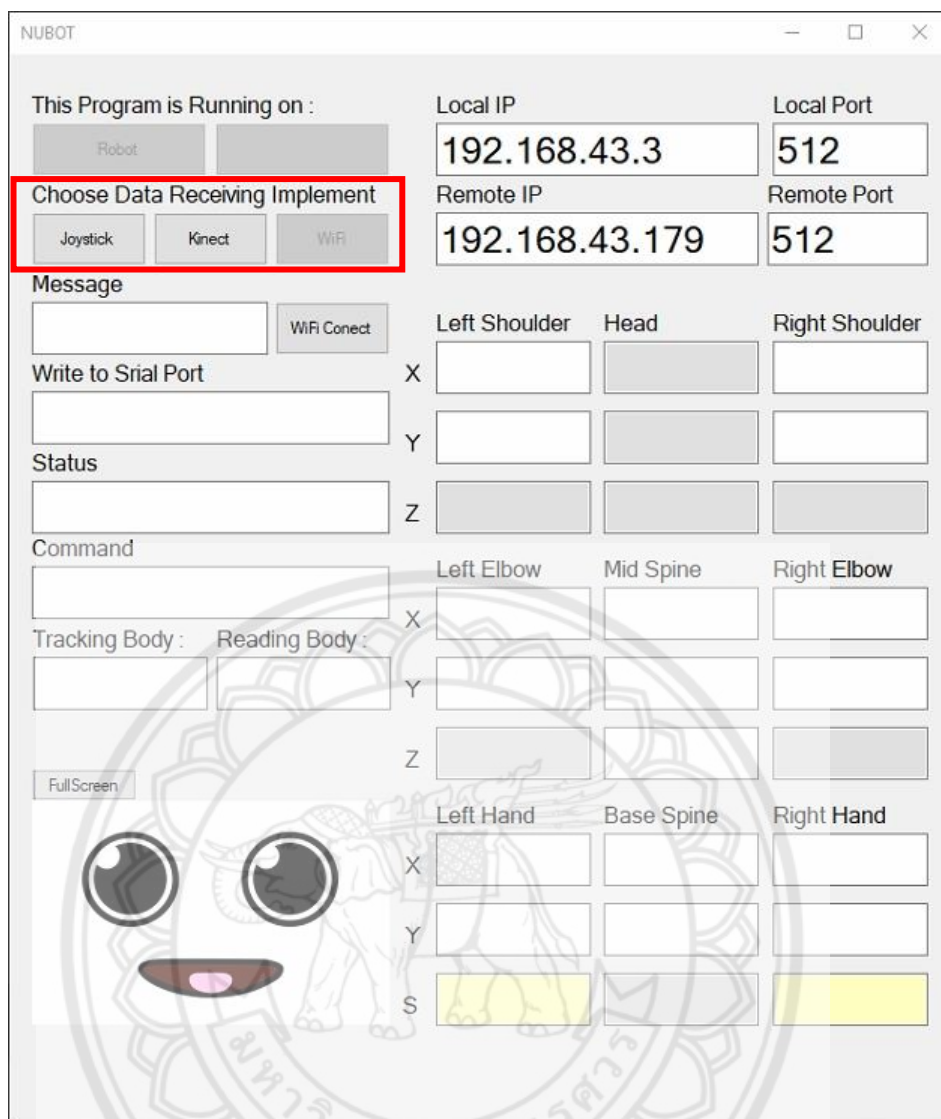 NUBOT
This Program is Running on :
Robot
Choose Data Receiving Implement
Joystick Kinect WiFi
Message
WiFi Conect
Write to Srial Port
Status
Command
Tracking Body : Reading Body :
FullScreen
Local IP Local Port
192.168.43.3 512
Remote IP Remote Port
192.168.43.179 512
Left Shoulder Head Right Shoulder
X
Y
Z
Left Elbow Mid Spine Right Elbow
X
Y
Z
Left Hand Base Spine Right Hand
X
Y
S